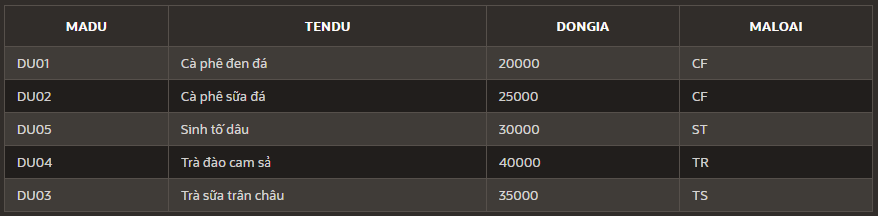 MADU TENDU DONGIA MALOAI
DU01 Cà phê đen đá 20000 CF
DU02 Cà phê sữa đá 25000 CF
DU05 Sinh tố dâu 30000 ST
DU04 Trà đào cam sả 40000 TR
DU03 Trà sữa trân châu 35000 TS